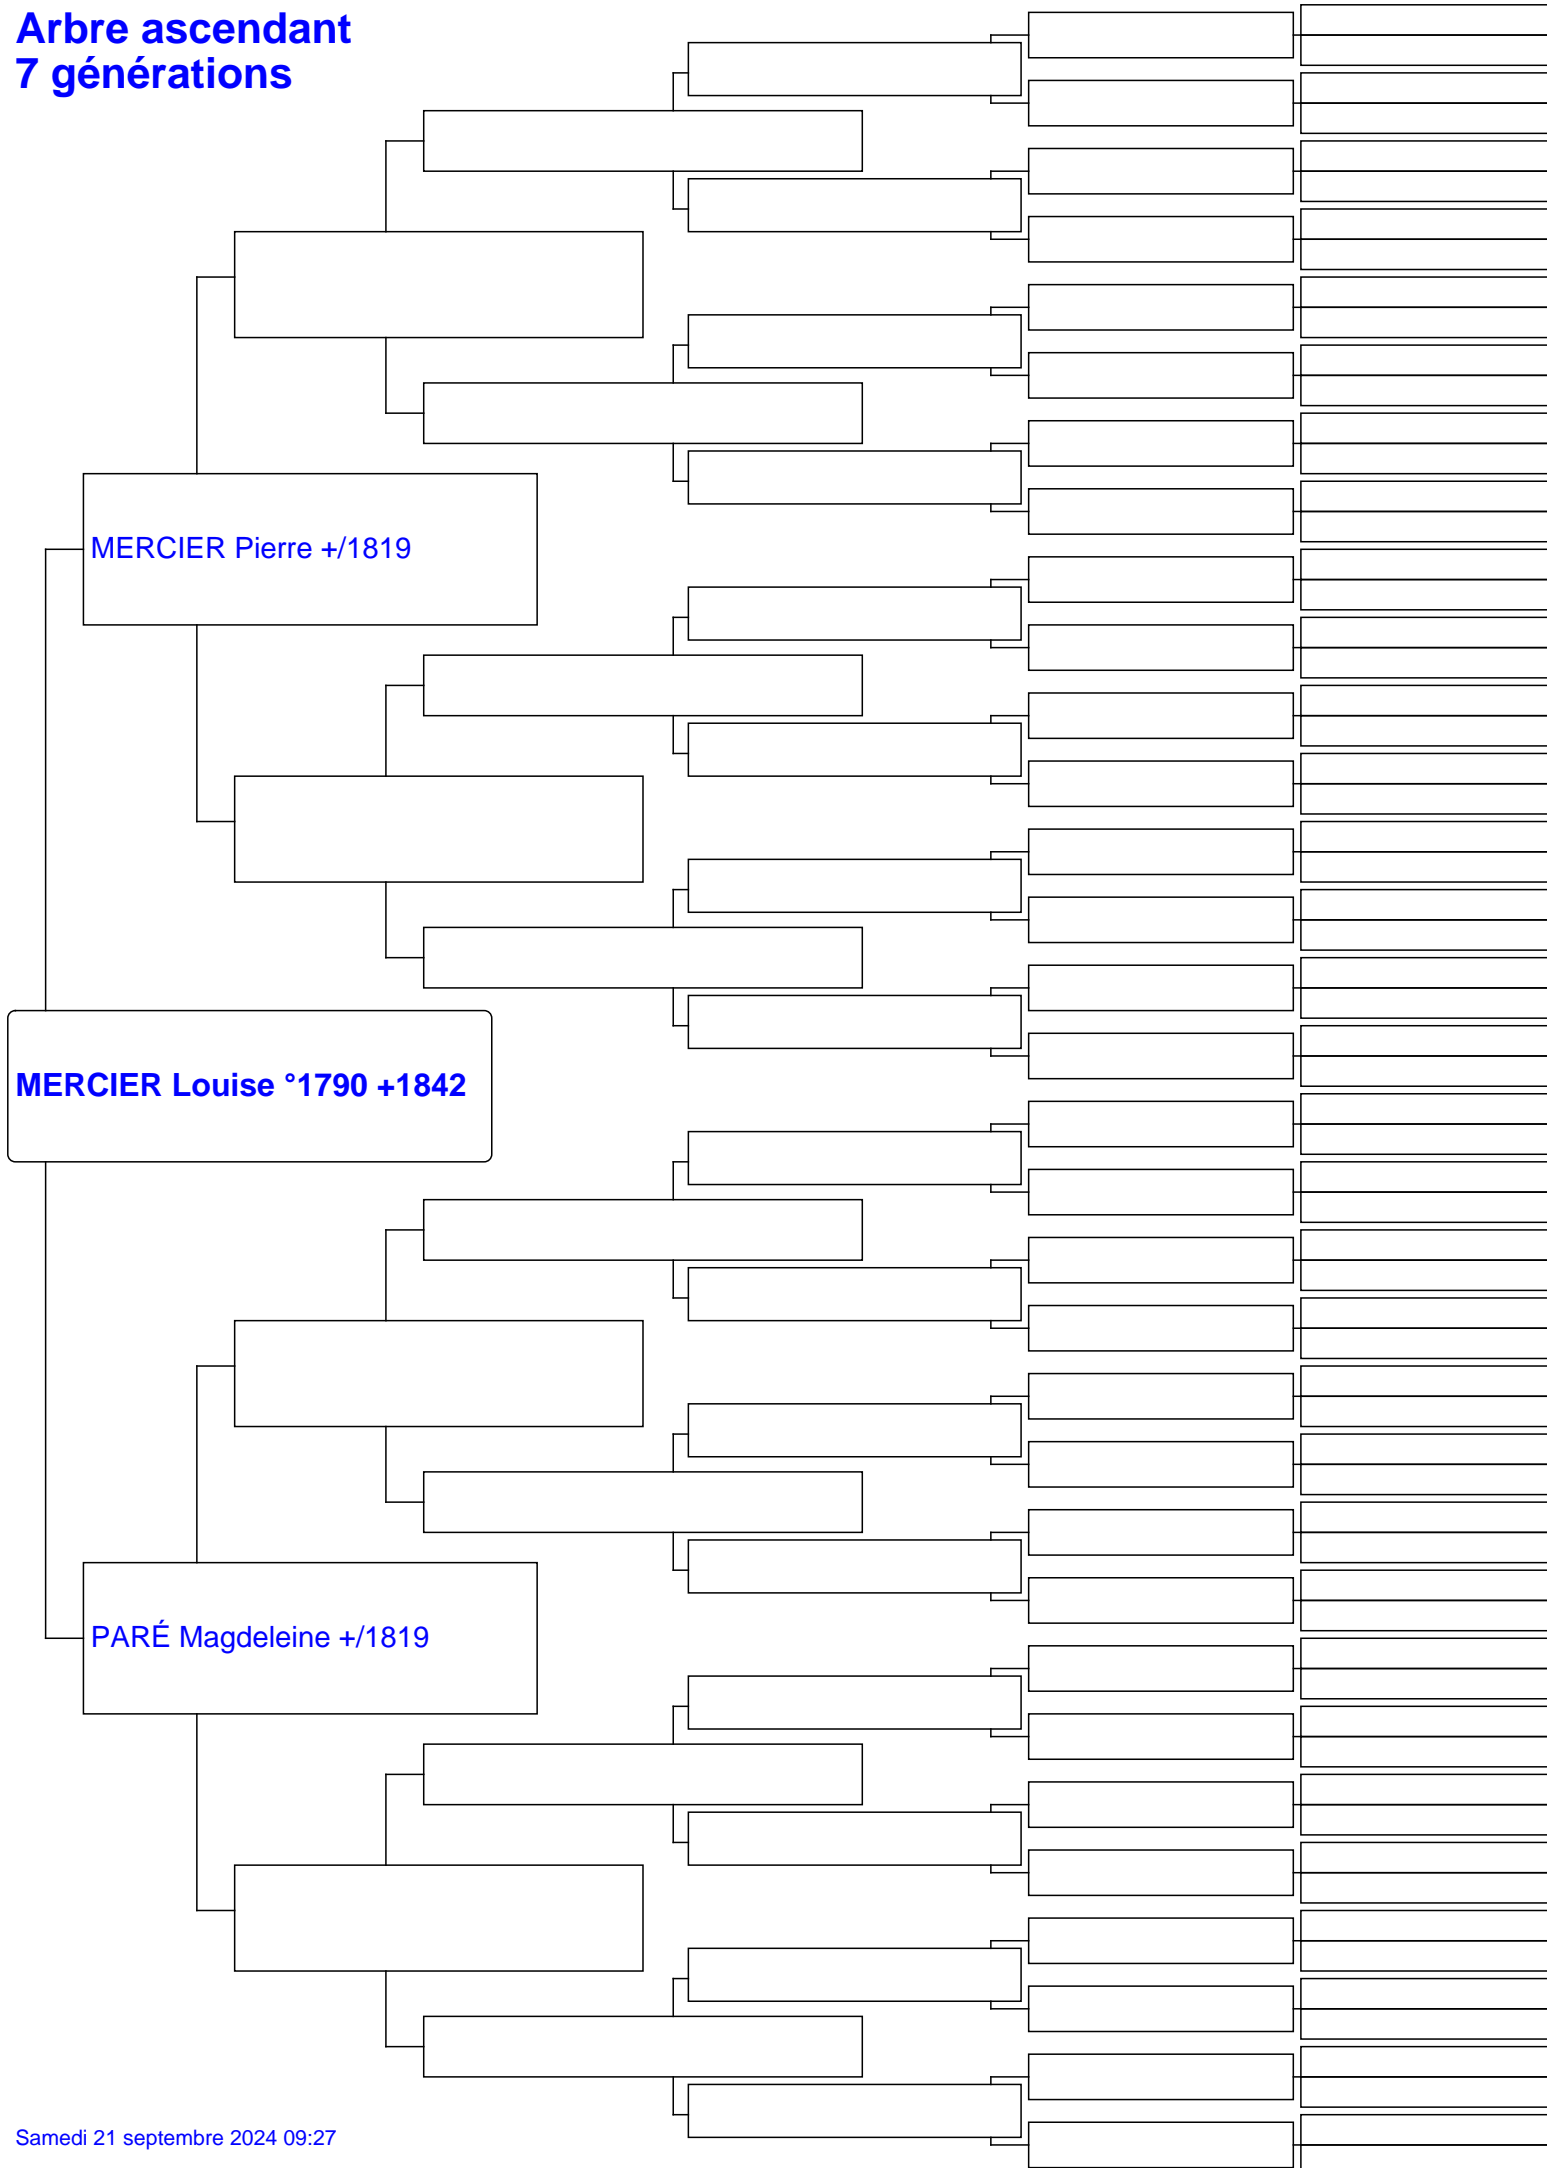 Arbre ascendant
7 générations
MERCIER Pierre +/1819
MERCIER Louise °1790 +1842
PARÉ Magdeleine +/1819
Samedi 21 septembre 2024 09:27